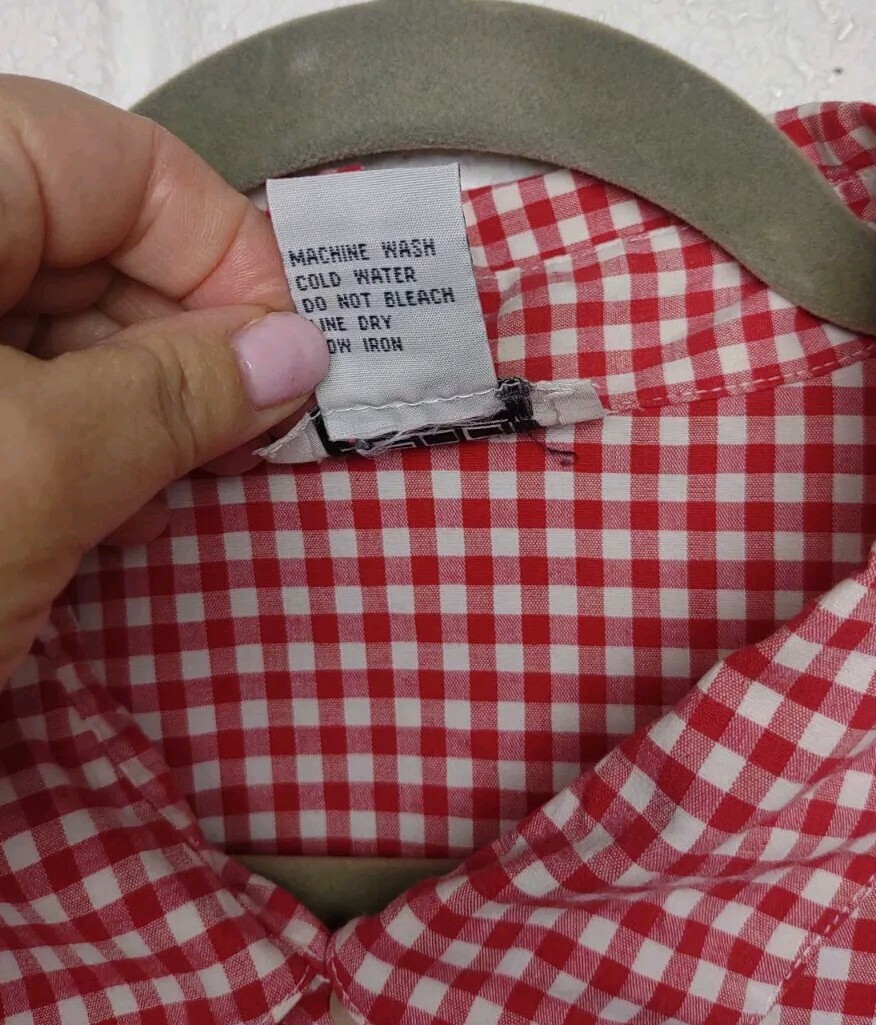 MACHINE WASH
COLD WATER
DO NOT BLEACH
INE DRY
OW IRON